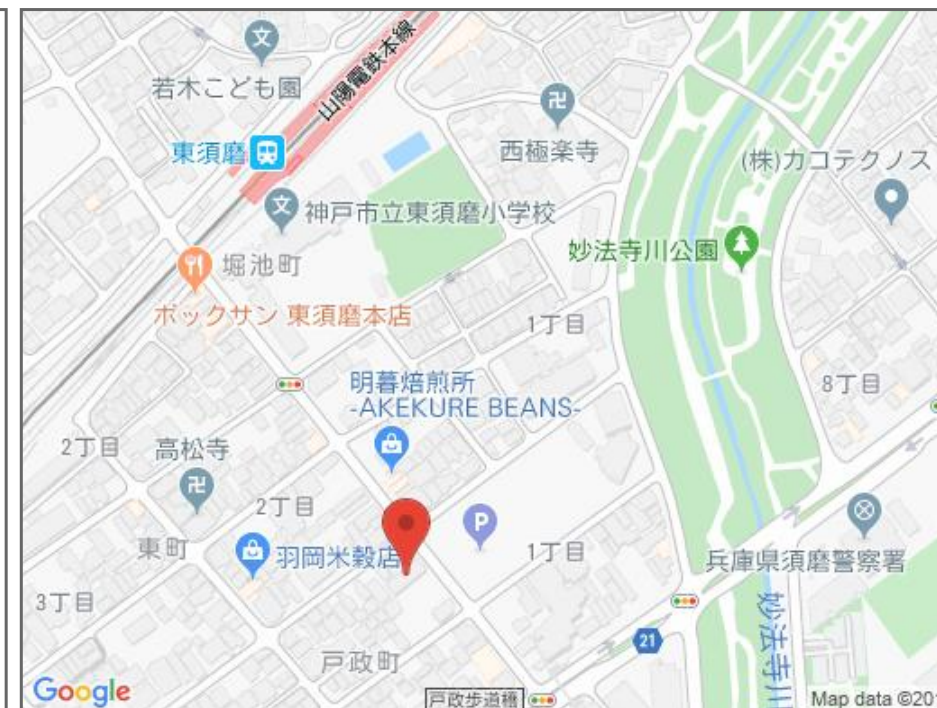 若木こども園
山陽電鉄本線
東須磨
西極楽寺
(株)カコテクノス
神戸市立東須磨小学校
堀池町
妙法寺川公園
ボックサン 東須磨本店
1丁目
明暮焙煎所
-AKEKURE BEANS-
8丁目
2丁目
高松寺
2丁目
P
東町
羽岡米穀店
1丁目
兵庫県須磨警察署
3丁目
21
妙法寺川
戸政町
Google
戸政歩道橋
Map data ©201